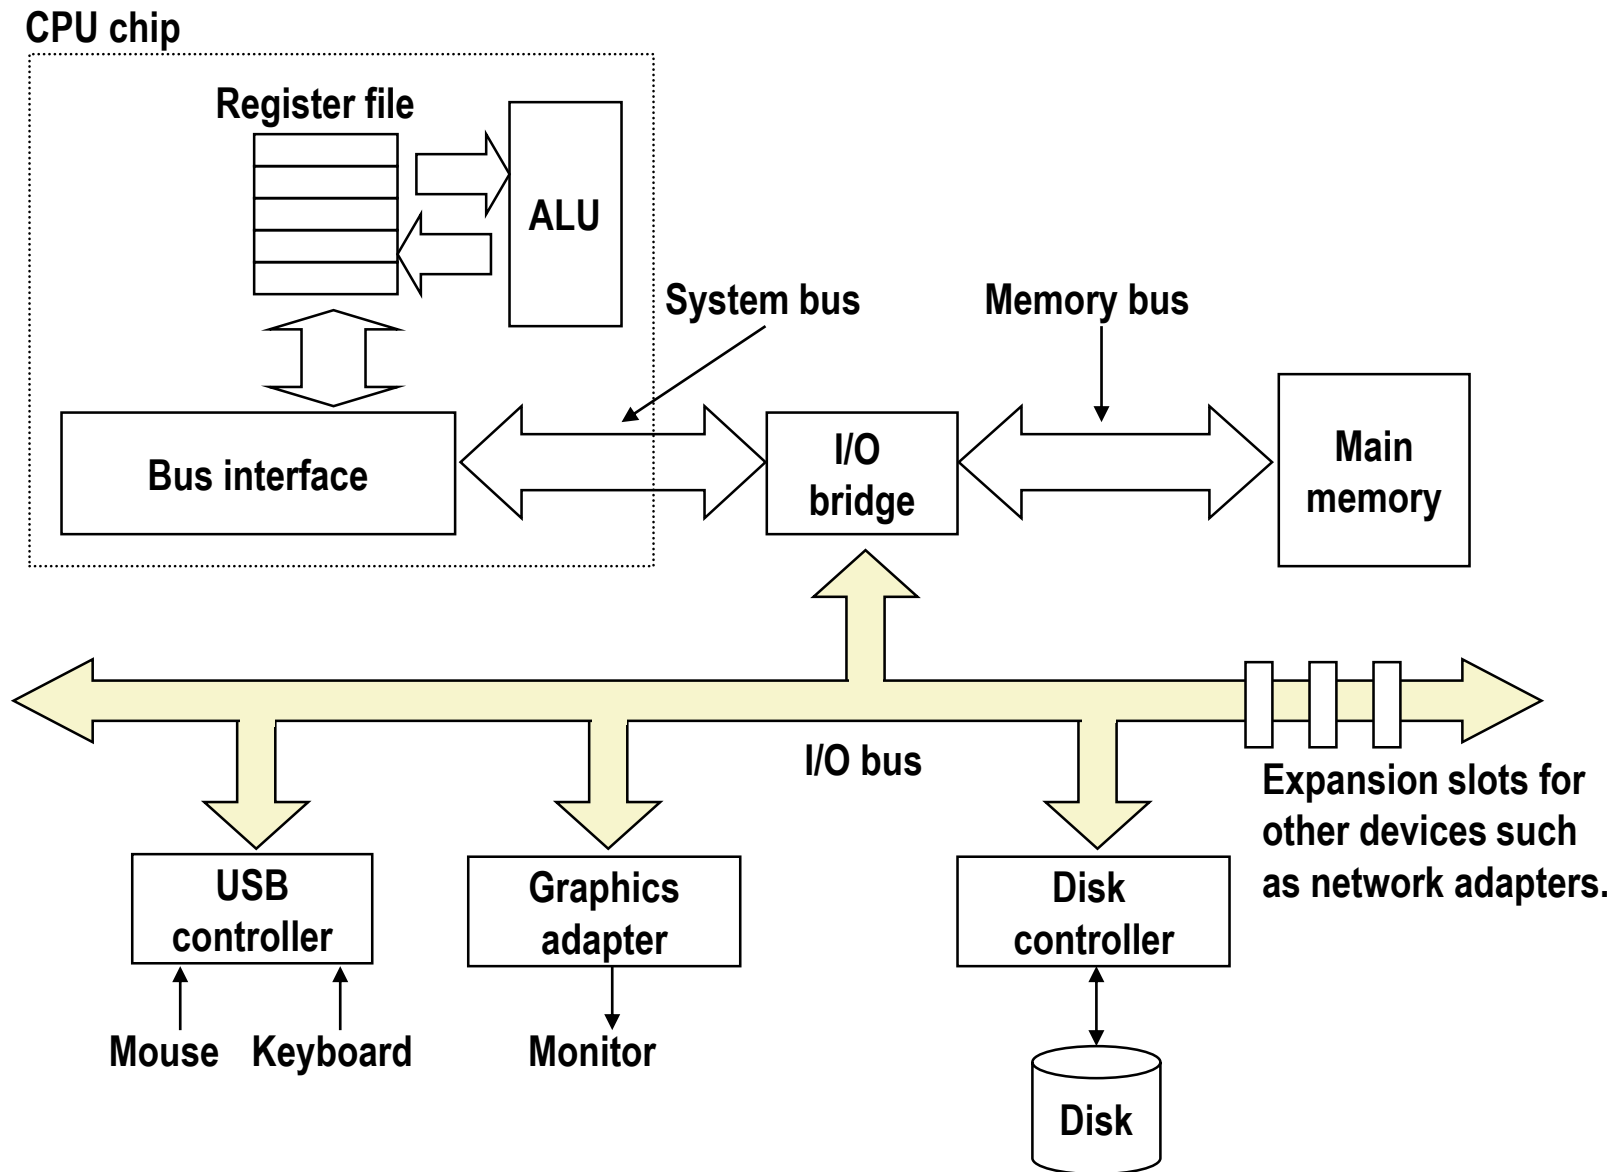 CPU chip
Register file
ALU
System bus
Memory bus
Bus interface
I/O
bridge
Main
memory
I/O bus
Expansion slots for
other devices such
as network adapters.
USB
controller
Graphics
adapter
Disk
controller
Mouse
Keyboard
Monitor
Disk